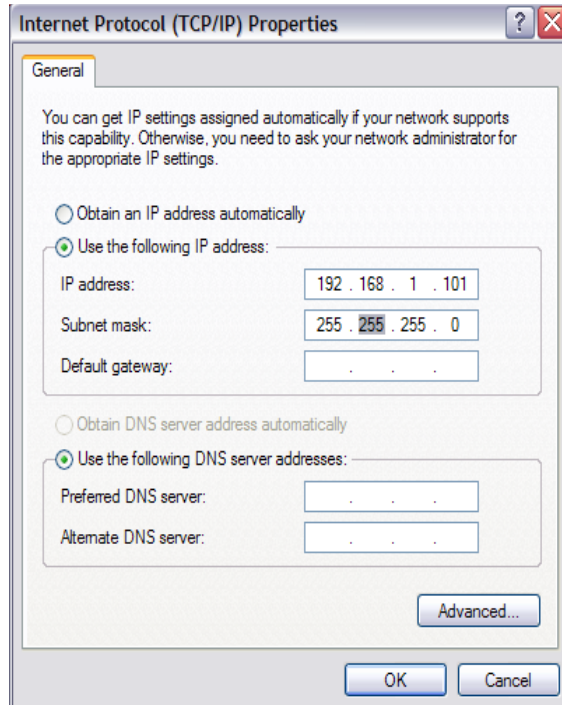 Internet Protocol (TCP/IP) Properties
General
You can get IP settings assigned automatically if your network supports
this capability. Otherwise, you need to ask your network administrator for
the appropriate IP settings.
Obtain an IP address automatically
Use the following IP address:
IP address: 192 . 168 . 1 . 101
Subnet mask: 255 . 255 . 255 . 0
Default gateway: . . .
Obtain DNS server address automatically
Use the following DNS server addresses:
Preferred DNS server: . . .
Alternate DNS server: . . .
Advanced...
OK Cancel